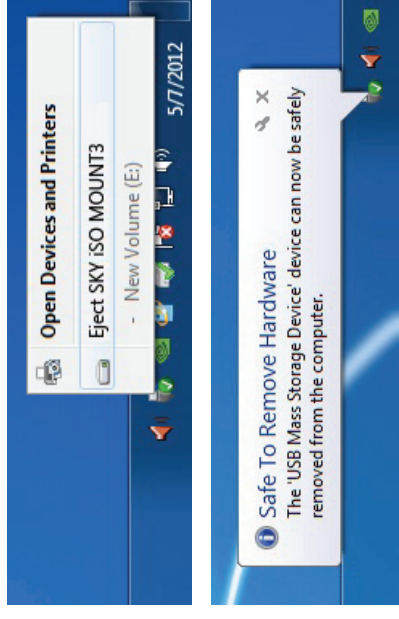 Open Devices and Printers
Eject SKY iSO MOUNT3
- New Volume (E:)
5/7/2012
Safe To Remove Hardware
The 'USB Mass Storage Device' device can now be safely
removed from the computer.